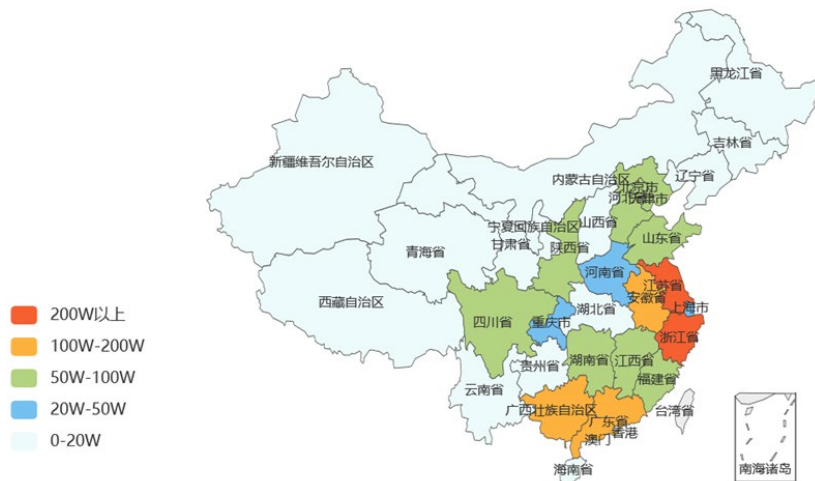 黑龙江省
吉林省
辽宁省
新疆维吾尔自治区
内蒙古自治区
北京市
河北
天津市
山西省
宁夏回族自治区
山东省
青海省
甘肃省
陕西省
河南省
江苏省
安徽省
上海市
西藏自治区
湖北省
四川省
重庆市
浙江省
湖南省
江西省
贵州省
福建省
云南省
广西壮族自治区
广东省
台湾省
香港
澳门
海南省
南海诸岛
200W以上
100W-200W
50W-100W
20W-50W
0-20W